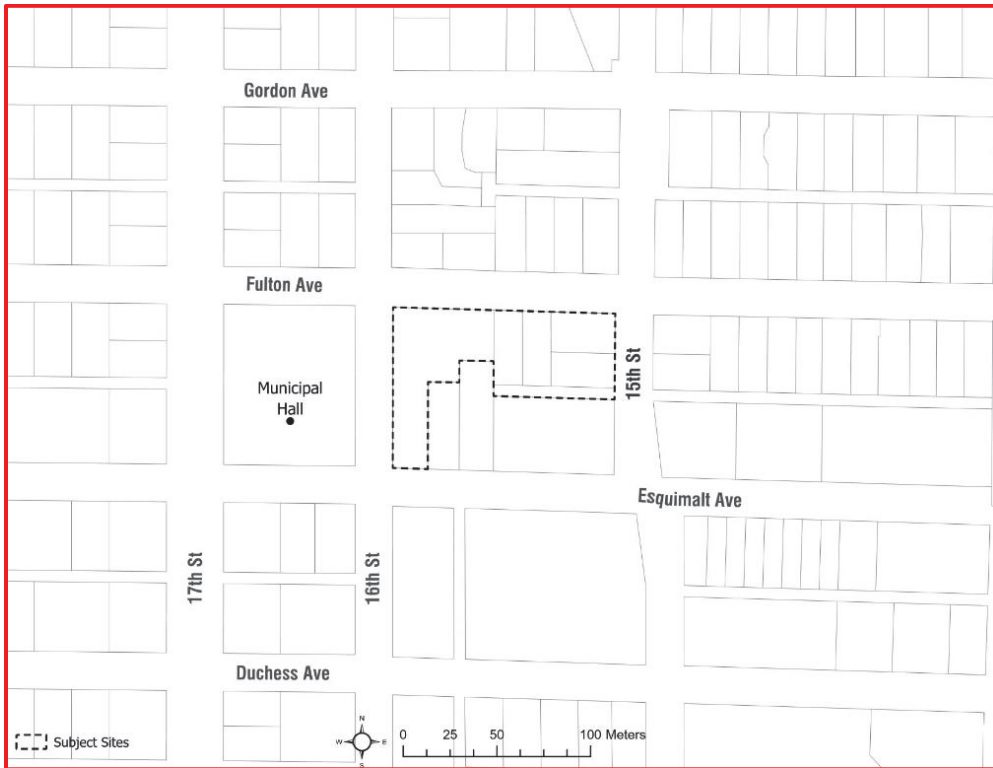 Gordon Ave
Fulton Ave
Municipal
Hall
15th St
Esquimalt Ave
17th St
16th St
Duchess Ave
N
W
E
S
Subject Sites
0 25 50 100 Meters